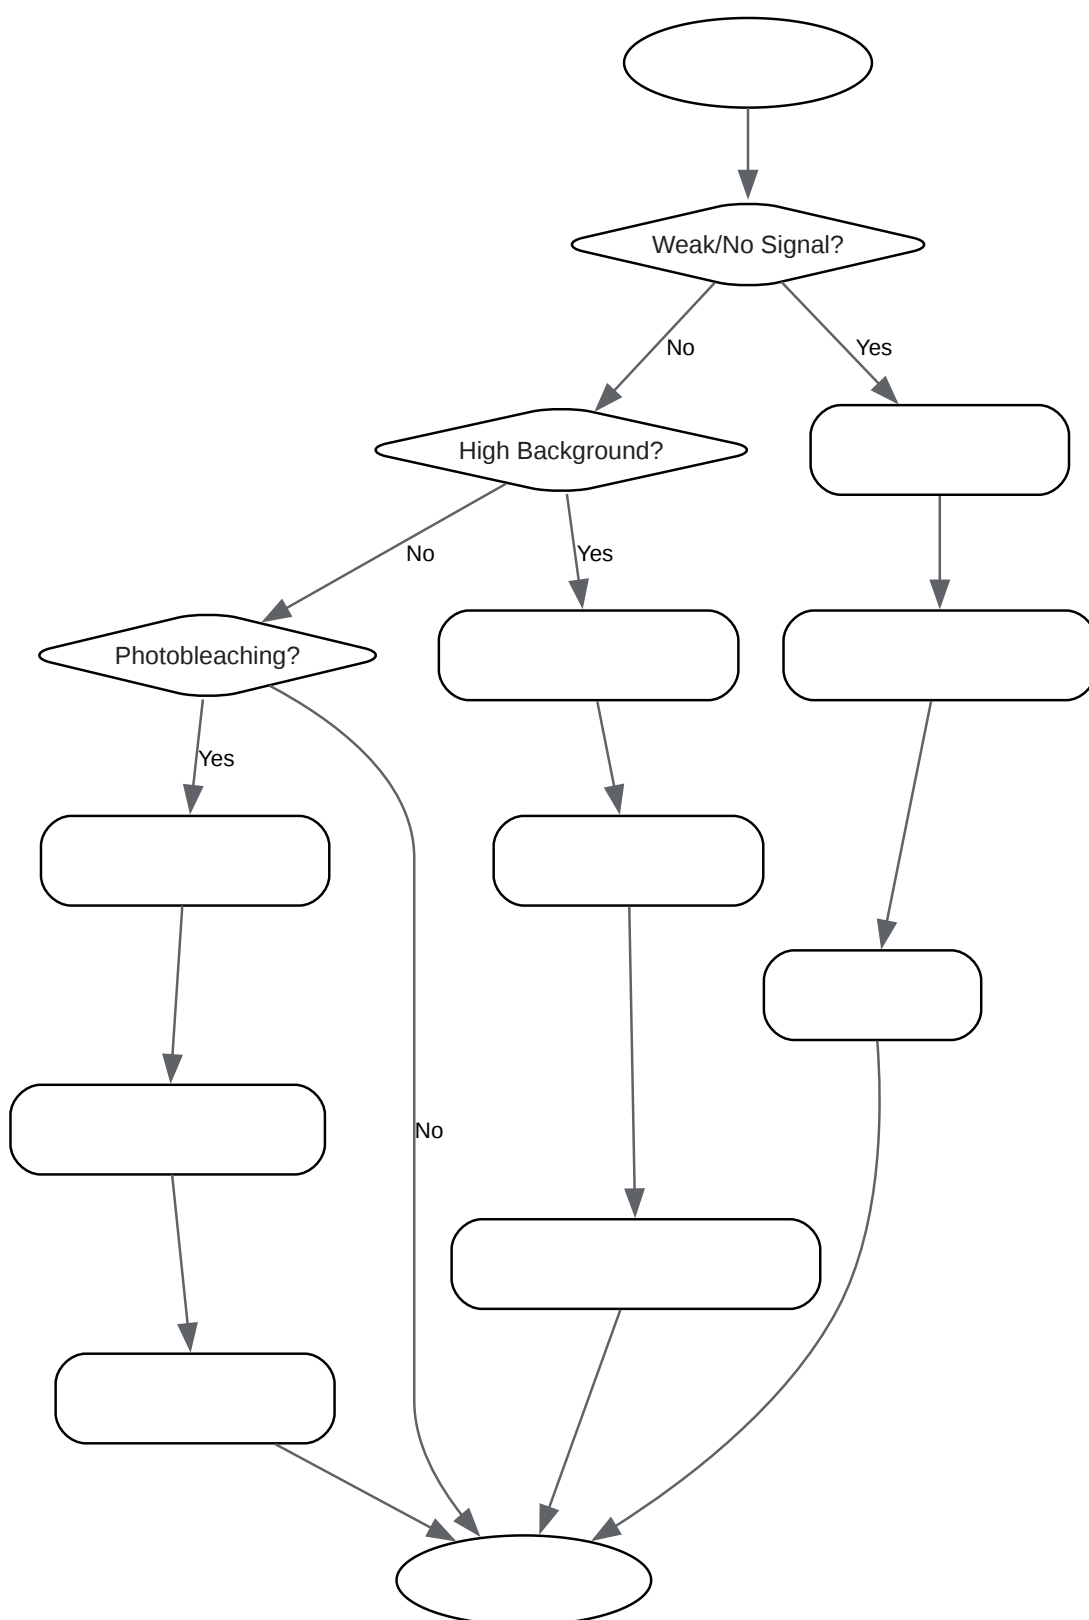 Weak/No Signal?
No
Yes
High Background?
No
Yes
Photobleaching?
Yes
No